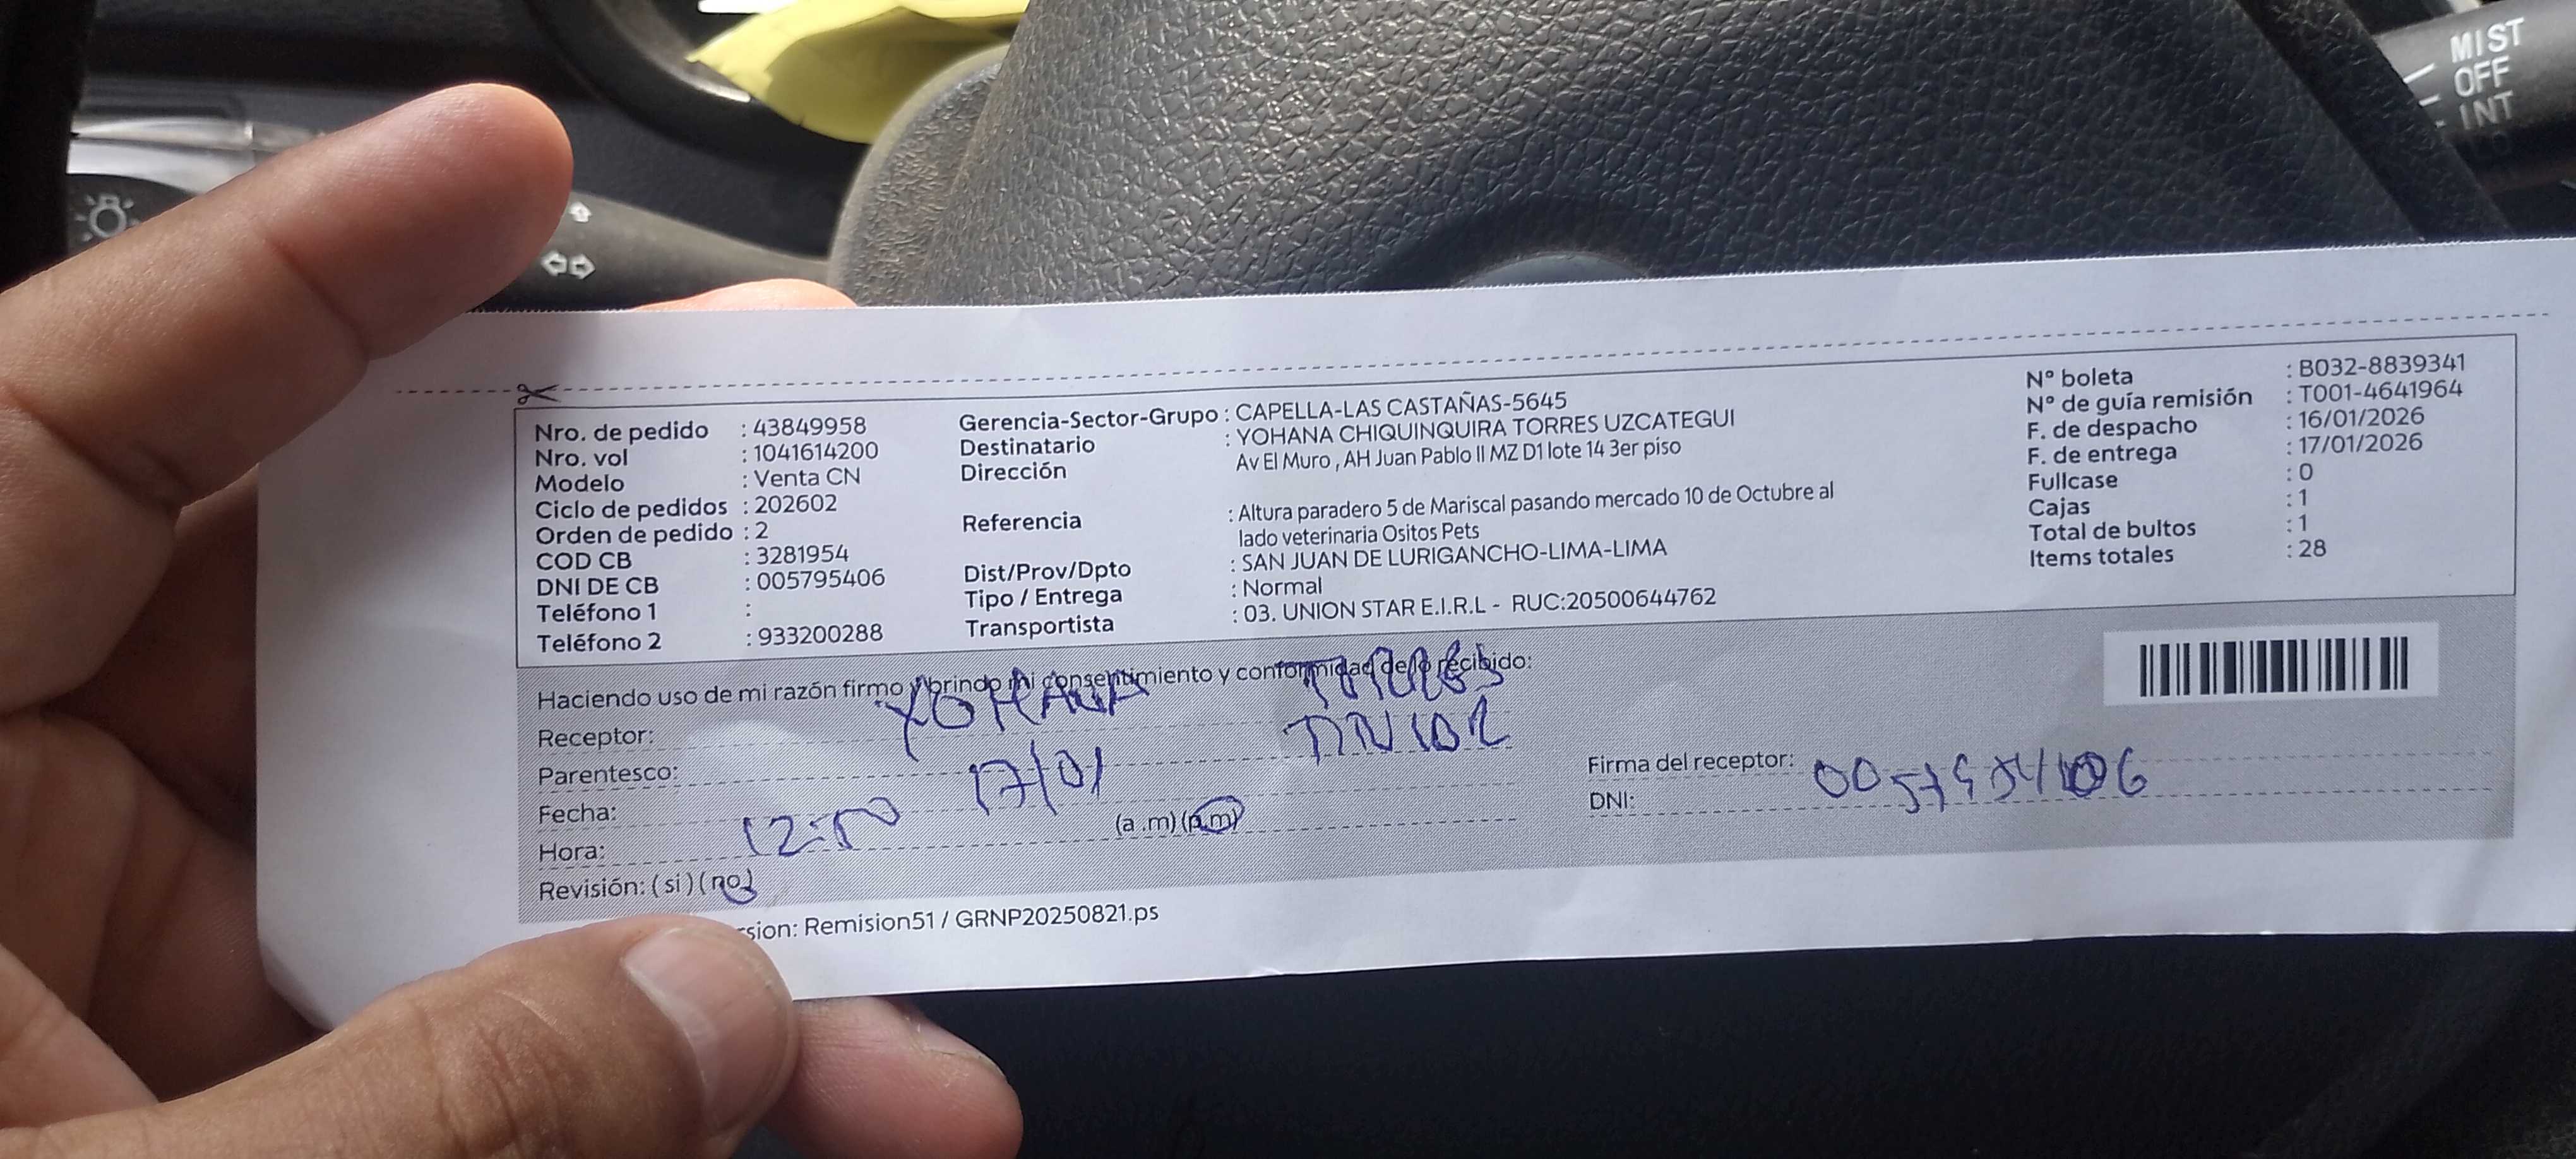 MIST
OFF
INT
Nro. de pedido : 43849958
Nro. vol : 1041614200
Modelo : Venta CN
Ciclo de pedidos : 202602
Orden de pedido : 2
COD CB : 3281954
DNI DE CB : 005795406
Teléfono 1 :
Teléfono 2 : 933200288
Gerencia-Sector-Grupo : CAPELLA-LAS CASTAÑAS-5645
Destinatario : YOHANA CHIQUINQUIRA TORRES UZCATEGUI
Dirección Av El Muro , AH Juan Pablo II MZ D1 lote 14 3er piso
Referencia : Altura paradero 5 de Mariscal pasando mercado 10 de Octubre al
lado veterinaria Ositos Pets
Dist/Prov/Dpto : SAN JUAN DE LURIGANCHO-LIMA-LIMA
Tipo / Entrega : Normal
Transportista : 03. UNION STAR E.I.R.L - RUC:20500644762
N° boleta : B032-8839341
N° de guía remisión : T001-4641964
F. de despacho : 16/01/2026
F. de entrega : 17/01/2026
Fullcase : 0
Cajas : 1
Total de bultos : 1
Items totales : 28
Haciendo uso de mi razón firmo y brindo mi consentimiento y conformidad de lo recibido:
Receptor: YOHANA TORRES
Parentesco:
Fecha: 17/01
Hora: 12:50 (a .m) (p.m)
Revisión: ( si ) ( no )
Firma del receptor:
DNI:
sion: Remision51 / GRNP20250821.ps